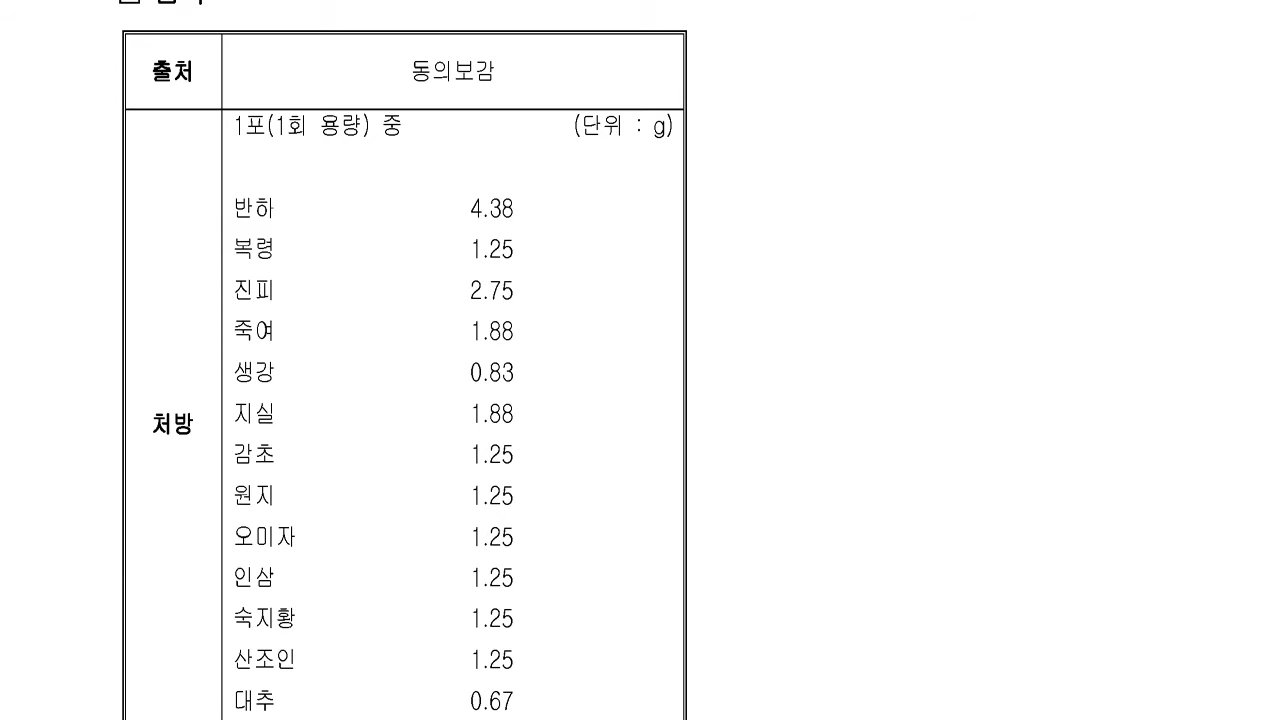 출처 동의보감
1포(1회 용량) 중 (단위 : g)
반하 4.38
복령 1.25
진피 2.75
죽여 1.88
생강 0.83
처방
지실 1.88
감초 1.25
원지 1.25
오미자 1.25
인삼 1.25
숙지황 1.25
산조인 1.25
대추 0.67